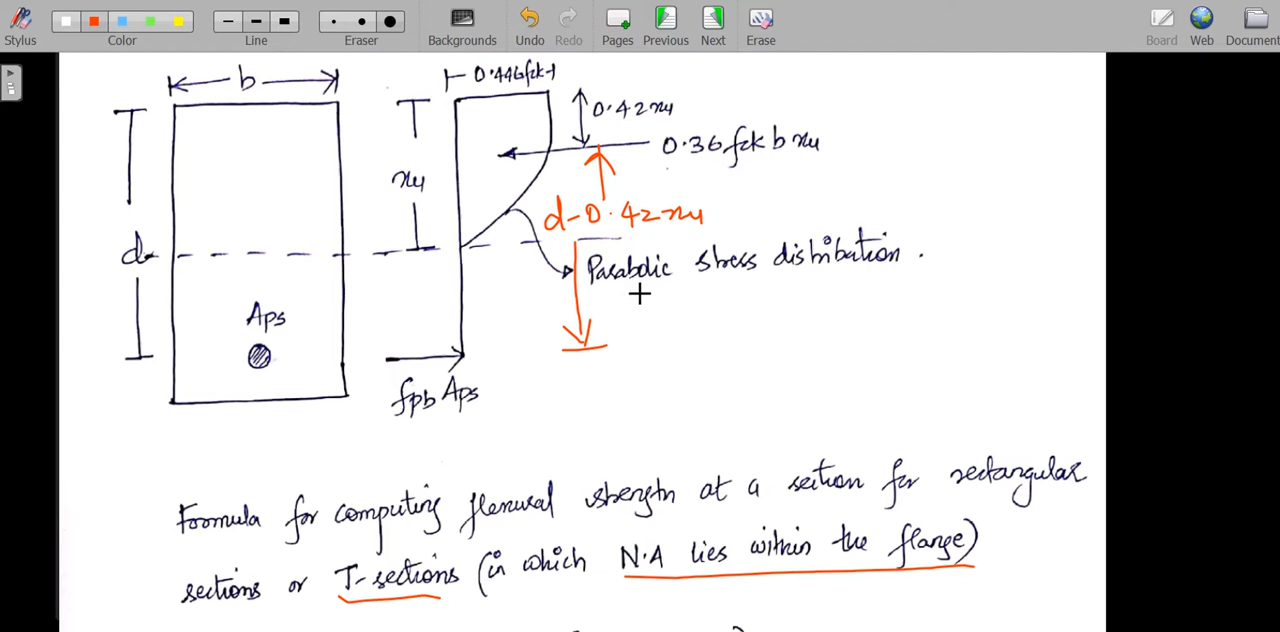 Stylus Color Line Eraser Backgrounds Undo Redo Pages Previous Next Erase Board Web Document
b
0.446fck
0.42xu
0.36 fck b xu
xu
d-0.42xu
d
Parabolic stress distribution.
Aps
fpb Aps
Formula for computing flexural strength at a section for rectangular
sections or T-sections (in which N.A lies within the flange)